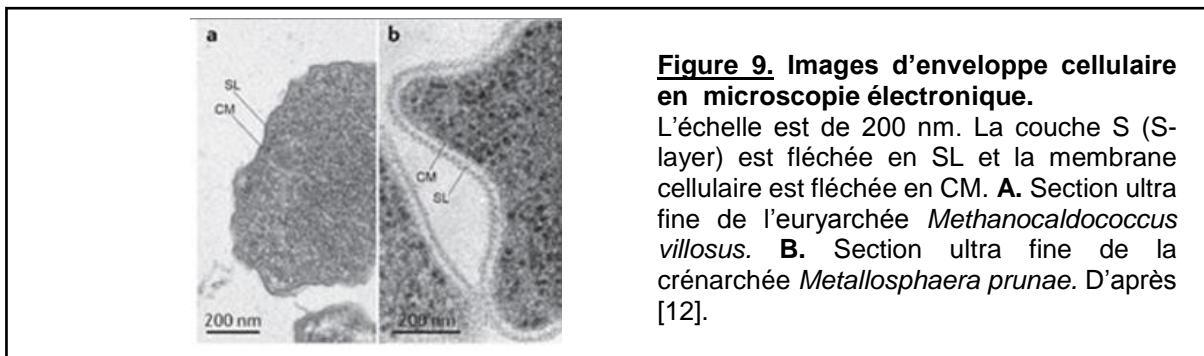 a
b
SL
CM
CM
SL
200 nm
200 nm
Figure 9. Images d’enveloppe cellulaire
en microscopie électronique.
L’échelle est de 200 nm. La couche S (S-
layer) est fléchée en SL et la membrane
cellulaire est fléchée en CM. A. Section ultra
fine de l’euryarchée Methanocaldococcus
villosus. B. Section ultra fine de la
crénarchée Metallosphaera prunae. D’après
[12].